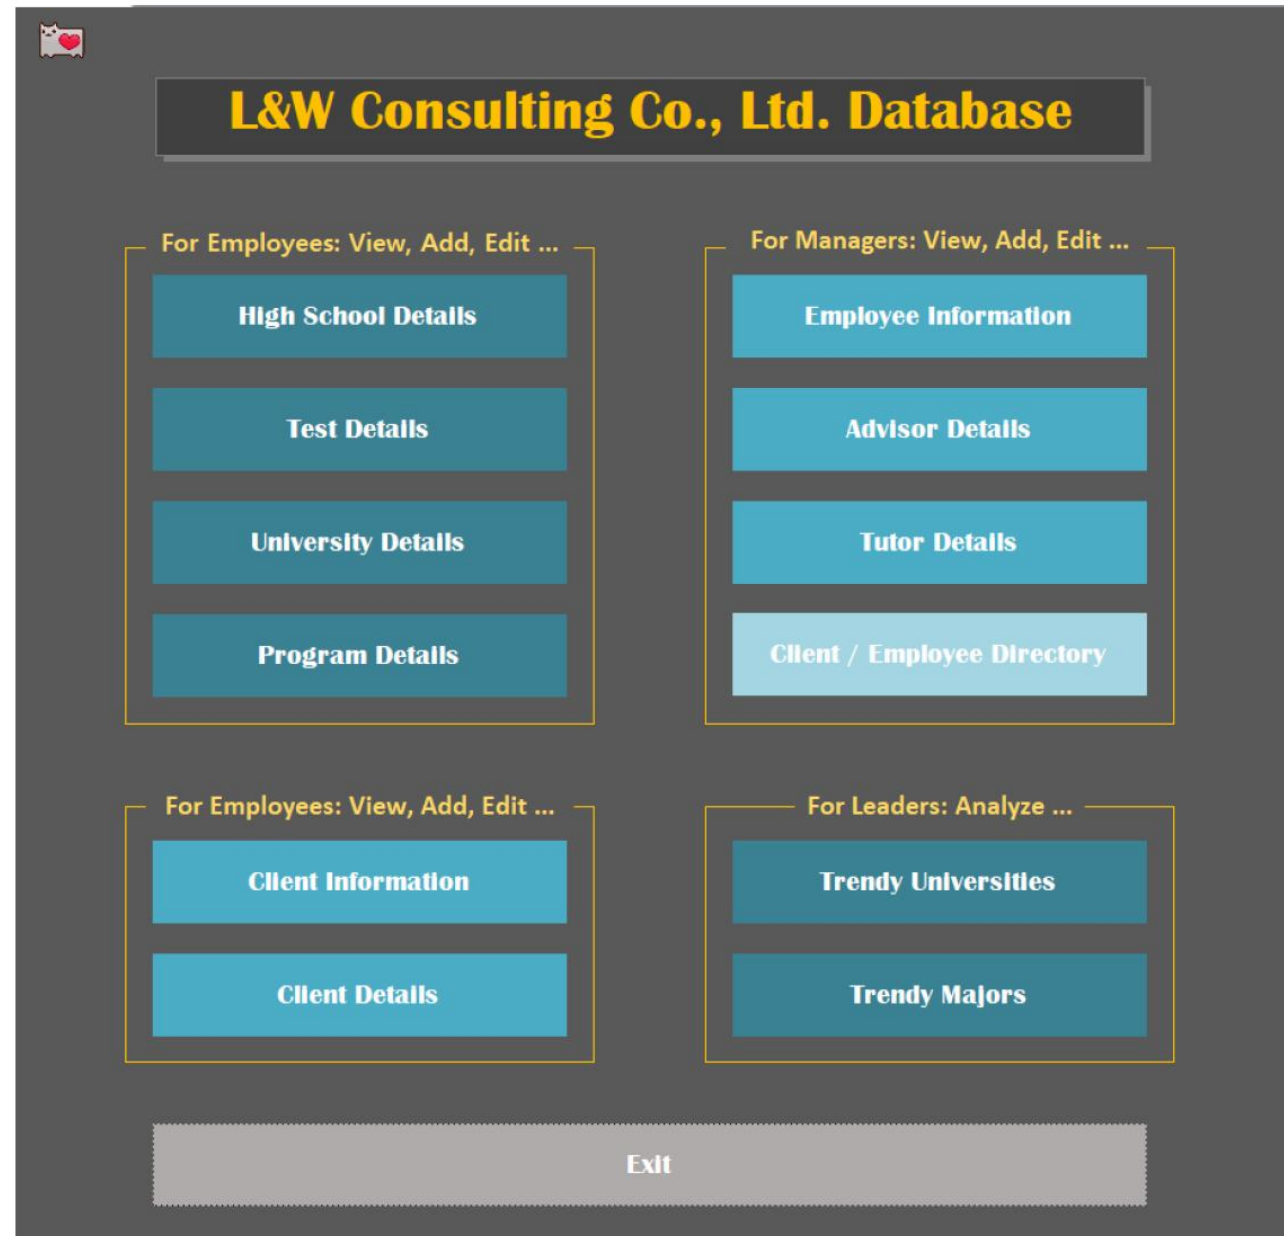 L&W Consulting Co., Ltd. Database
For Employees: View, Add, Edit ...
High School Details
Test Details
University Details
Program Details
For Managers: View, Add, Edit ...
Employee Information
Advisor Details
Tutor Details
Client / Employee Directory
For Employees: View, Add, Edit ...
Client Information
Client Details
For Leaders: Analyze ...
Trendy Universities
Trendy Majors
Exit